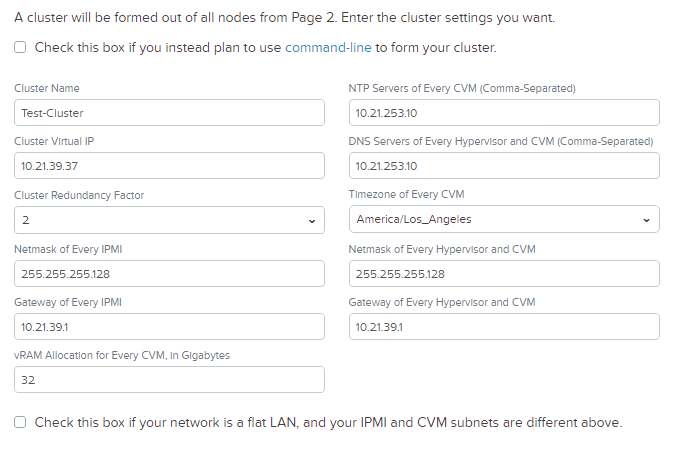 A cluster will be formed out of all nodes from Page 2. Enter the cluster settings you want.
Check this box if you instead plan to use command-line to form your cluster.
Cluster Name
Test-Cluster
NTP Servers of Every CVM (Comma-Separated)
10.21.253.10
Cluster Virtual IP
10.21.39.37
DNS Servers of Every Hypervisor and CVM (Comma-Separated)
10.21.253.10
Cluster Redundancy Factor
2
Timezone of Every CVM
America/Los_Angeles
Netmask of Every IPMI
255.255.255.128
Netmask of Every Hypervisor and CVM
255.255.255.128
Gateway of Every IPMI
10.21.39.1
Gateway of Every Hypervisor and CVM
10.21.39.1
vRAM Allocation for Every CVM, in Gigabytes
32
Check this box if your network is a flat LAN, and your IPMI and CVM subnets are different above.